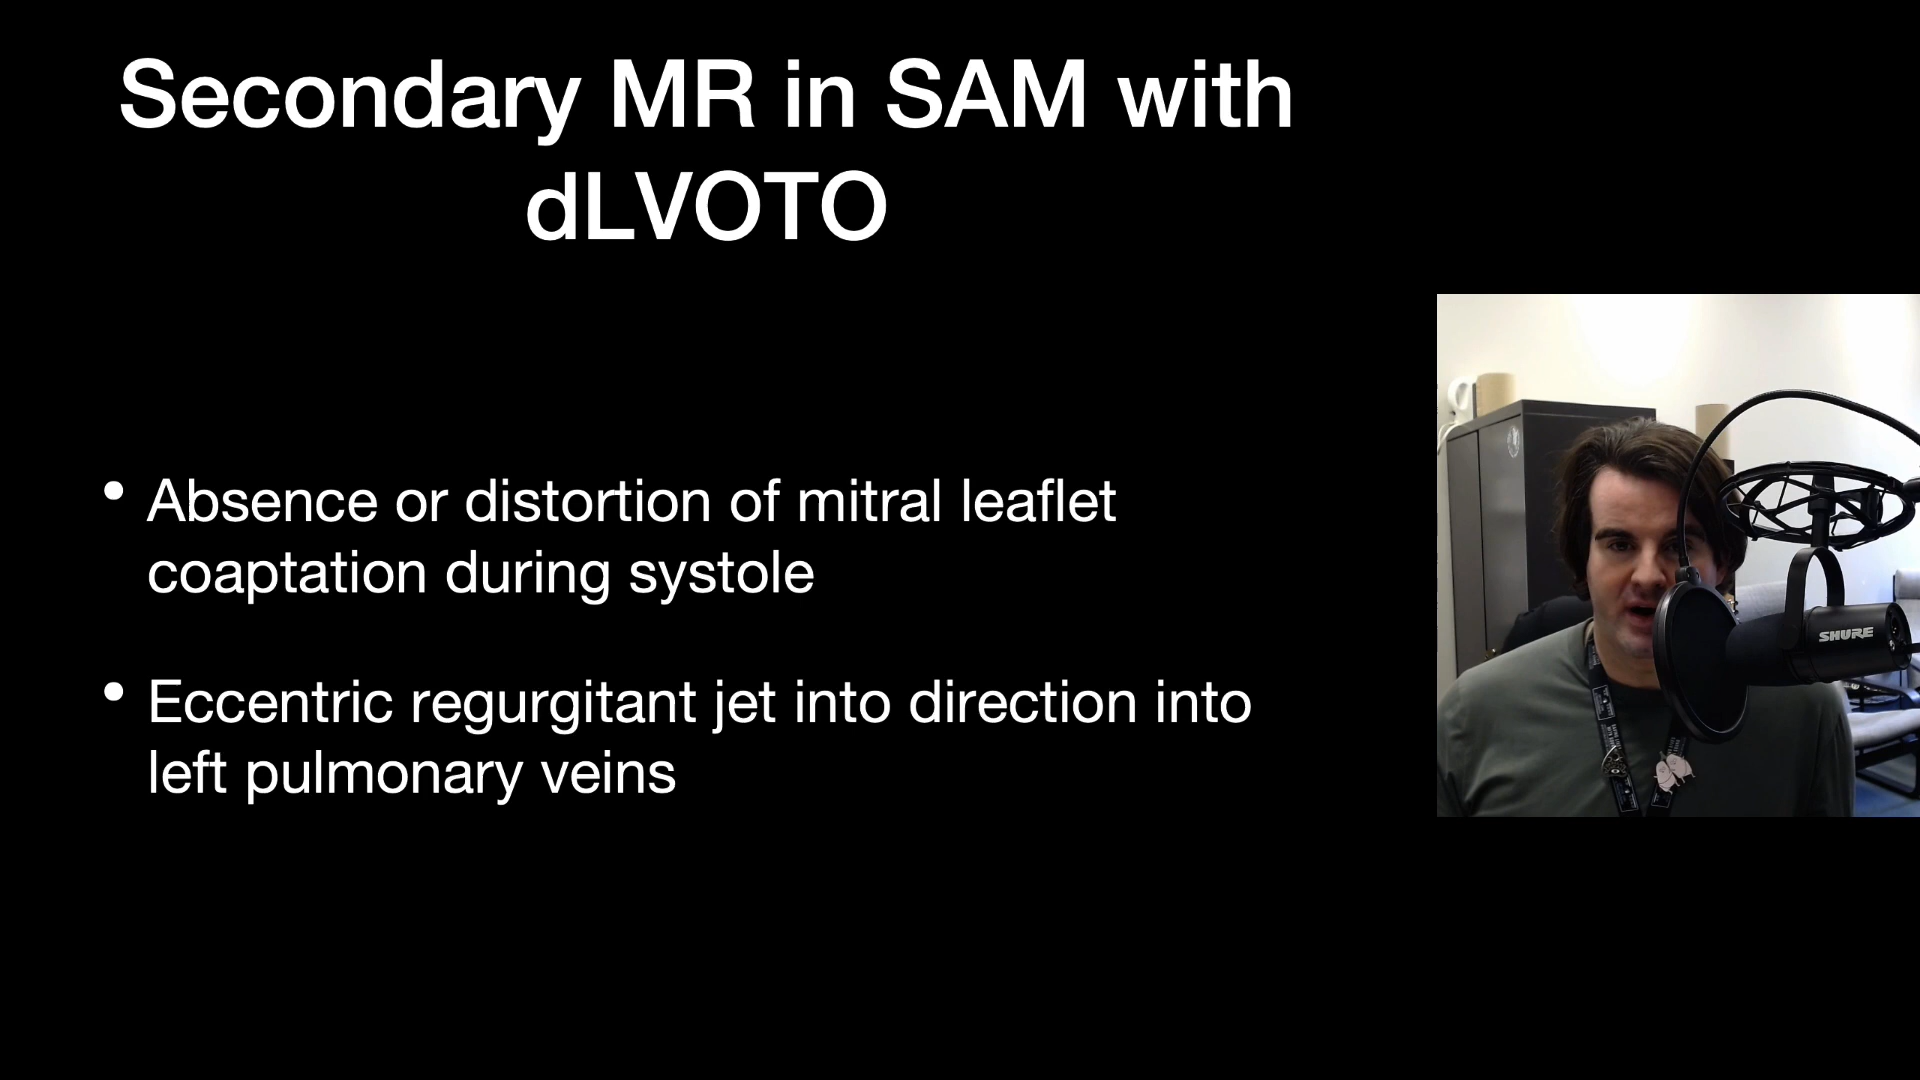 Secondary MR in SAM with
dLVOTO
• Absence or distortion of mitral leaflet
coaptation during systole
• Eccentric regurgitant jet into direction into
left pulmonary veins
SHURE